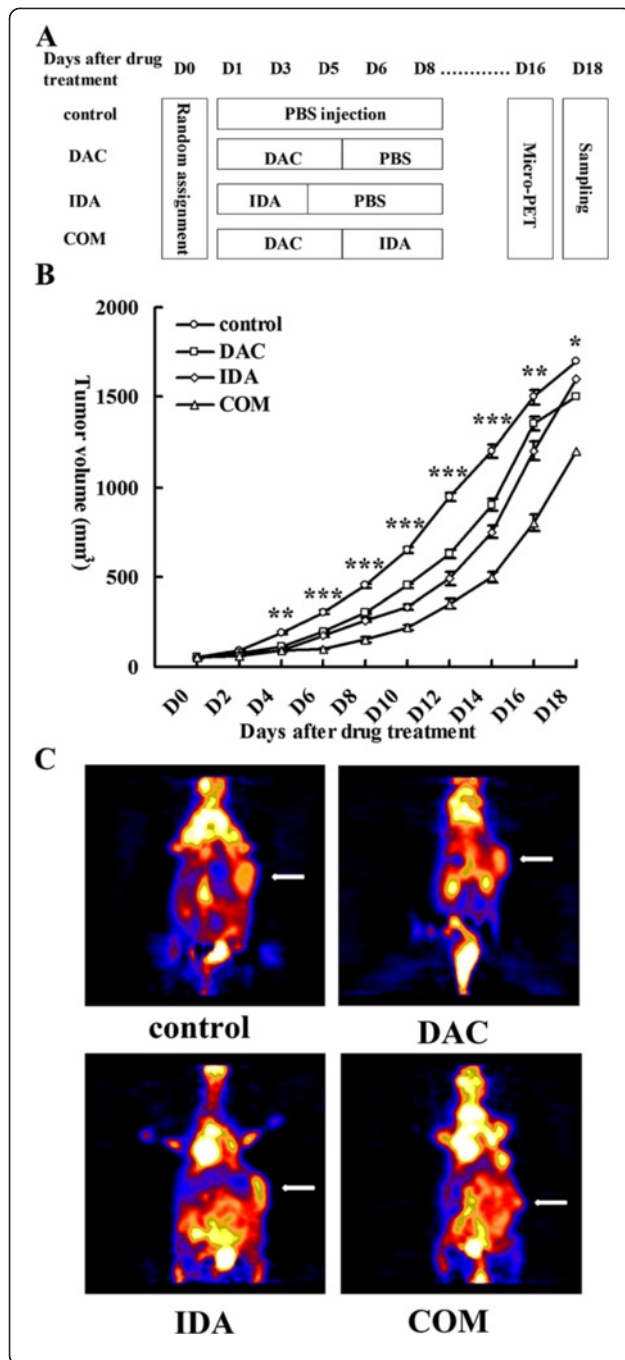 A
Days after drug treatment D0 D1 D3 D5 D6 D8 ............ D16 D18
control
DAC
IDA
COM
Random assignment
PBS injection
DAC PBS
IDA PBS
DAC IDA
Micro-PET
Sampling
B
Tumor volume (mm³)
2000
1500
1000
500
0
control
DAC
IDA
COM
** *** *** *** *** *** ** *
D0 D2 D4 D6 D8 D10 D12 D14 D16 D18
Days after drug treatment
C
control DAC
IDA COM